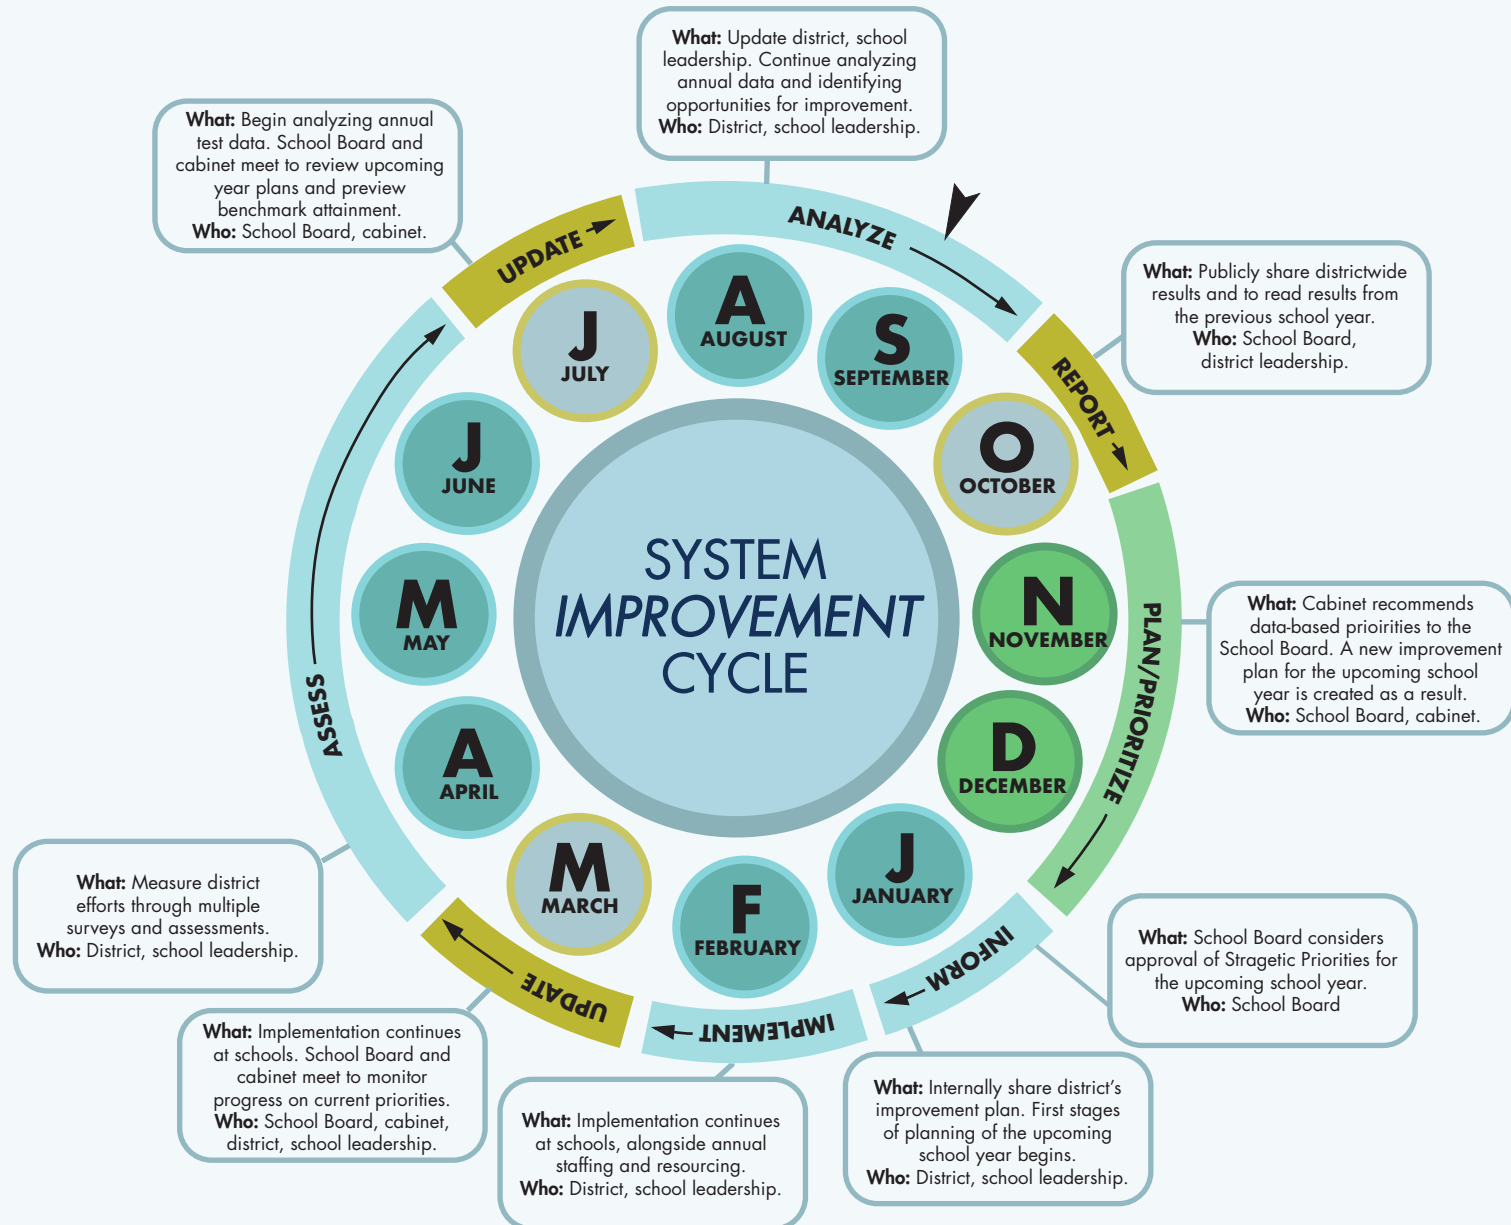 What: Update district, school
leadership. Continue analyzing
annual data and identifying
opportunities for improvement.
Who: District, school leadership.
What: Begin analyzing annual
test data. School Board and
cabinet meet to review upcoming
year plans and preview
benchmark attainment.
Who: School Board, cabinet.
UPDATE
ANALYZE
What: Publicly share districtwide
results and to read results from
the previous school year.
Who: School Board,
district leadership.
REPORT
A
AUGUST
S
SEPTEMBER
O
OCTOBER
N
NOVEMBER
D
DECEMBER
J
JANUARY
F
FEBRUARY
M
MARCH
A
APRIL
M
MAY
J
JUNE
J
JULY
SYSTEM
IMPROVEMENT
CYCLE
PLAN/PRIORITIZE
What: Cabinet recommends
data-based prioirities to the
School Board. A new improvement
plan for the upcoming school
year is created as a result.
Who: School Board, cabinet.
INFORM
What: School Board considers
approval of Stragetic Priorities for
the upcoming school year.
Who: School Board
What: Internally share district's
improvement plan. First stages
of planning of the upcoming
school year begins.
Who: District, school leadership.
IMPLEMENT
What: Implementation continues
at schools, alongside annual
staffing and resourcing.
Who: District, school leadership.
UPDATE
What: Implementation continues
at schools. School Board and
cabinet meet to monitor
progress on current priorities.
Who: School Board, cabinet,
district, school leadership.
ASSESS
What: Measure district
efforts through multiple
surveys and assessments.
Who: District, school leadership.